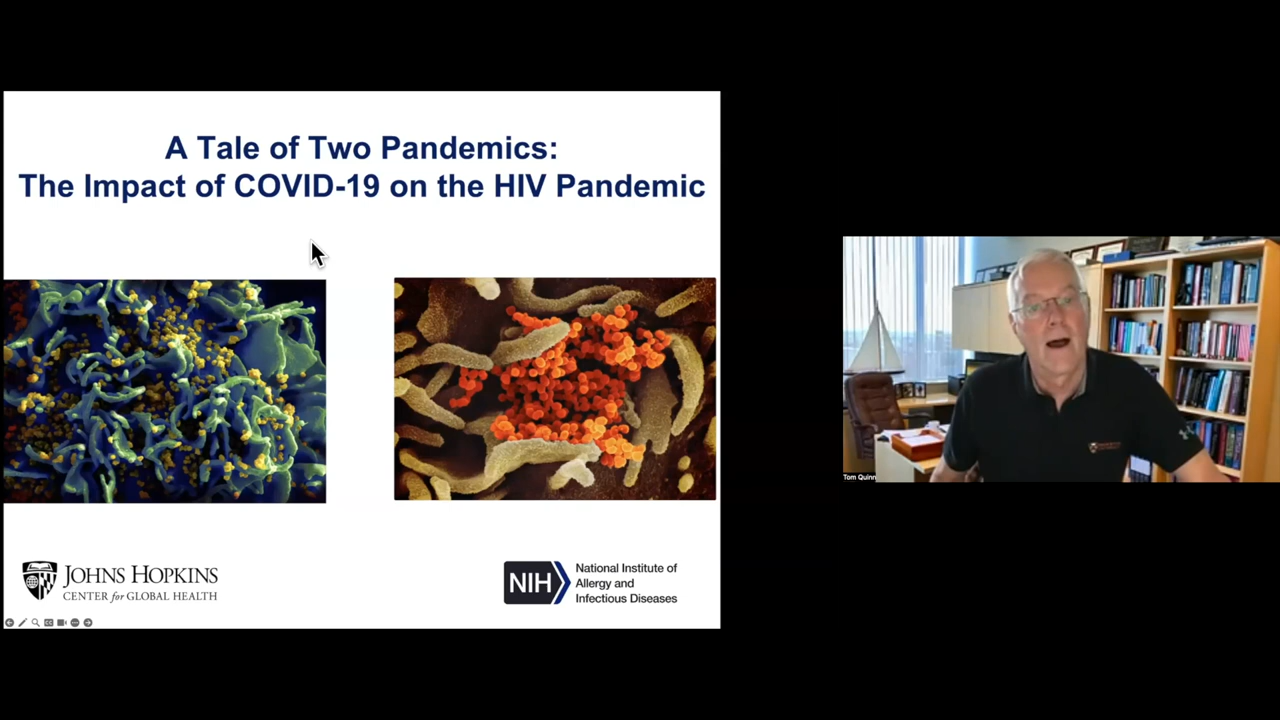 A Tale of Two Pandemics:
The Impact of COVID-19 on the HIV Pandemic
JOHNS HOPKINS
CENTER for GLOBAL HEALTH
NIH
National Institute of
Allergy and
Infectious Diseases
Tom Quinn